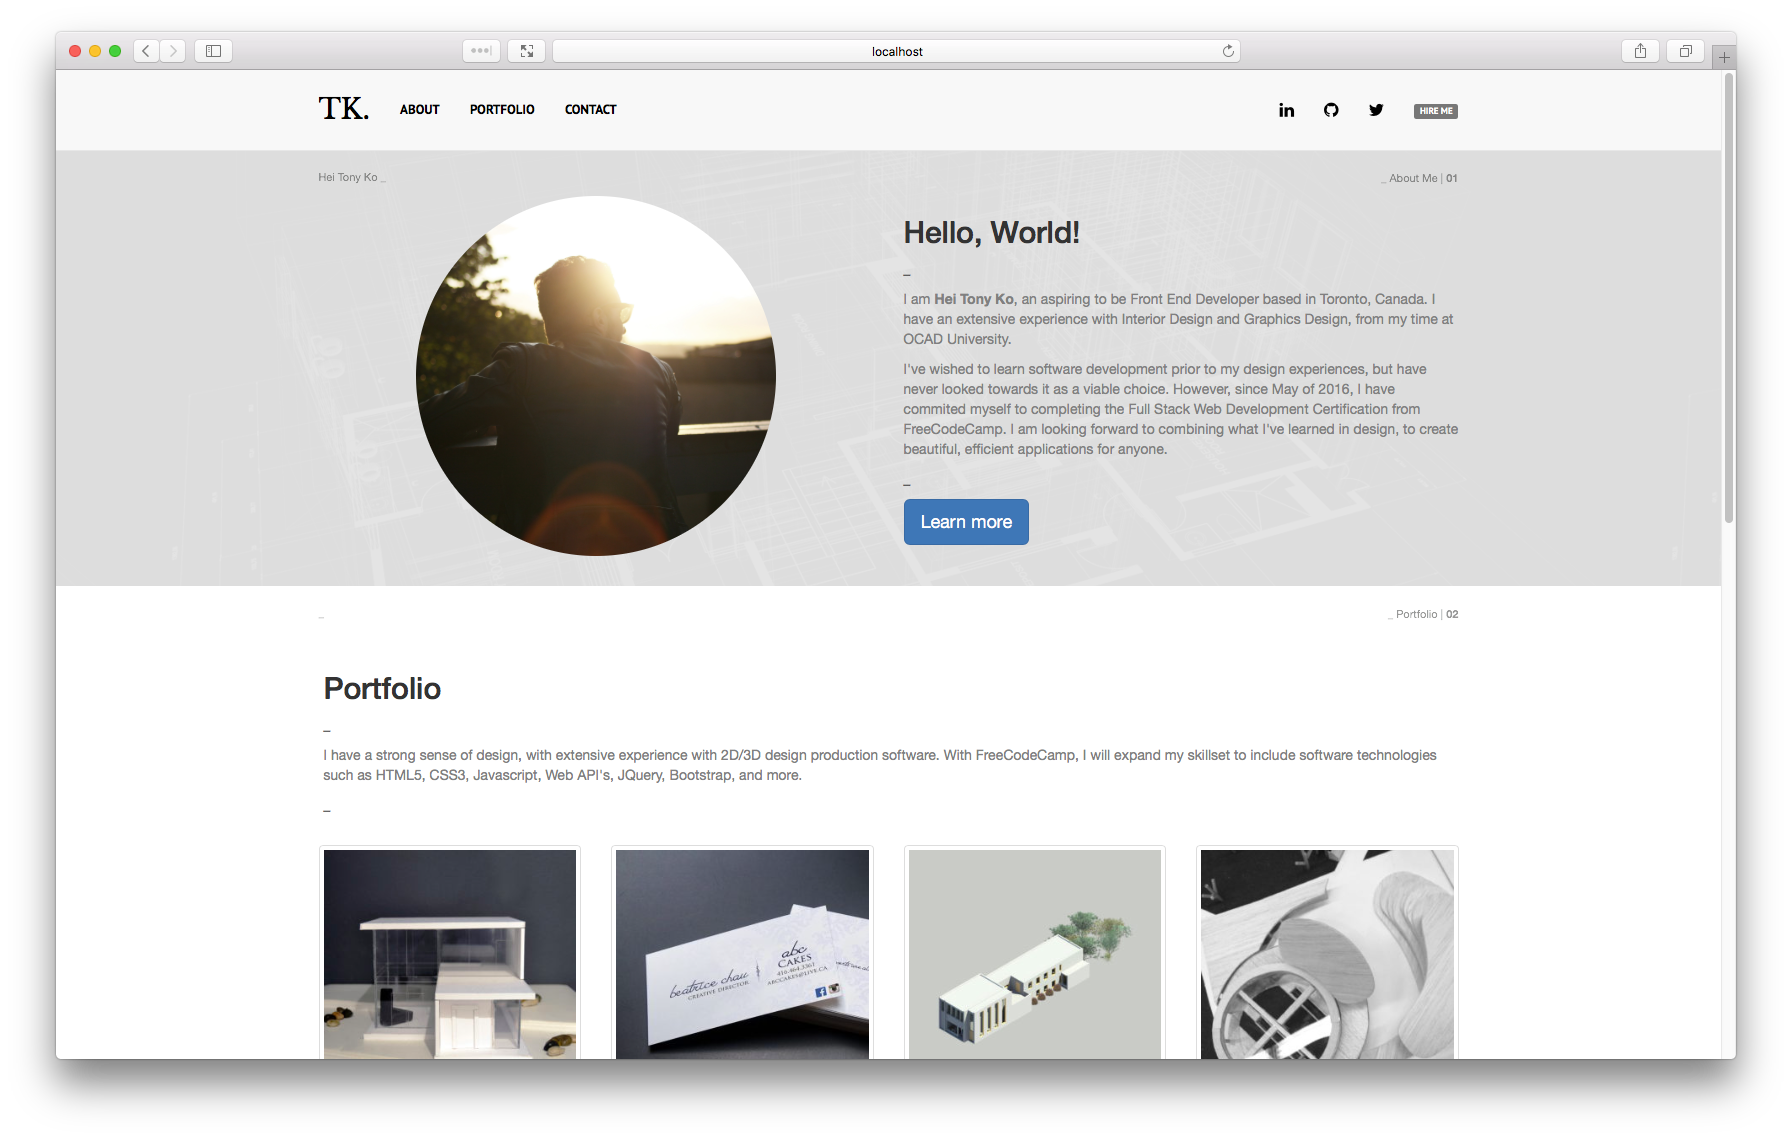 localhost
TK. ABOUT PORTFOLIO CONTACT HIRE ME
Hei Tony Ko _
_ About Me | 01
Hello, World!
_
I am Hei Tony Ko, an aspiring to be Front End Developer based in Toronto, Canada. I
have an extensive experience with Interior Design and Graphics Design, from my time at
OCAD University.
I've wished to learn software development prior to my design experiences, but have
never looked towards it as a viable choice. However, since May of 2016, I have
commited myself to completing the Full Stack Web Development Certification from
FreeCodeCamp. I am looking forward to combining what I've learned in design, to create
beautiful, efficient applications for anyone.
_
Learn more
_
_ Portfolio | 02
Portfolio
_
I have a strong sense of design, with extensive experience with 2D/3D design production software. With FreeCodeCamp, I will expand my skillset to include software technologies
such as HTML5, CSS3, Javascript, Web API's, JQuery, Bootstrap, and more.
_
beatrice chau
CREATIVE DIRECTOR
abc
CAKES
416.464.3361
ABCCAKES@LIVE.CA